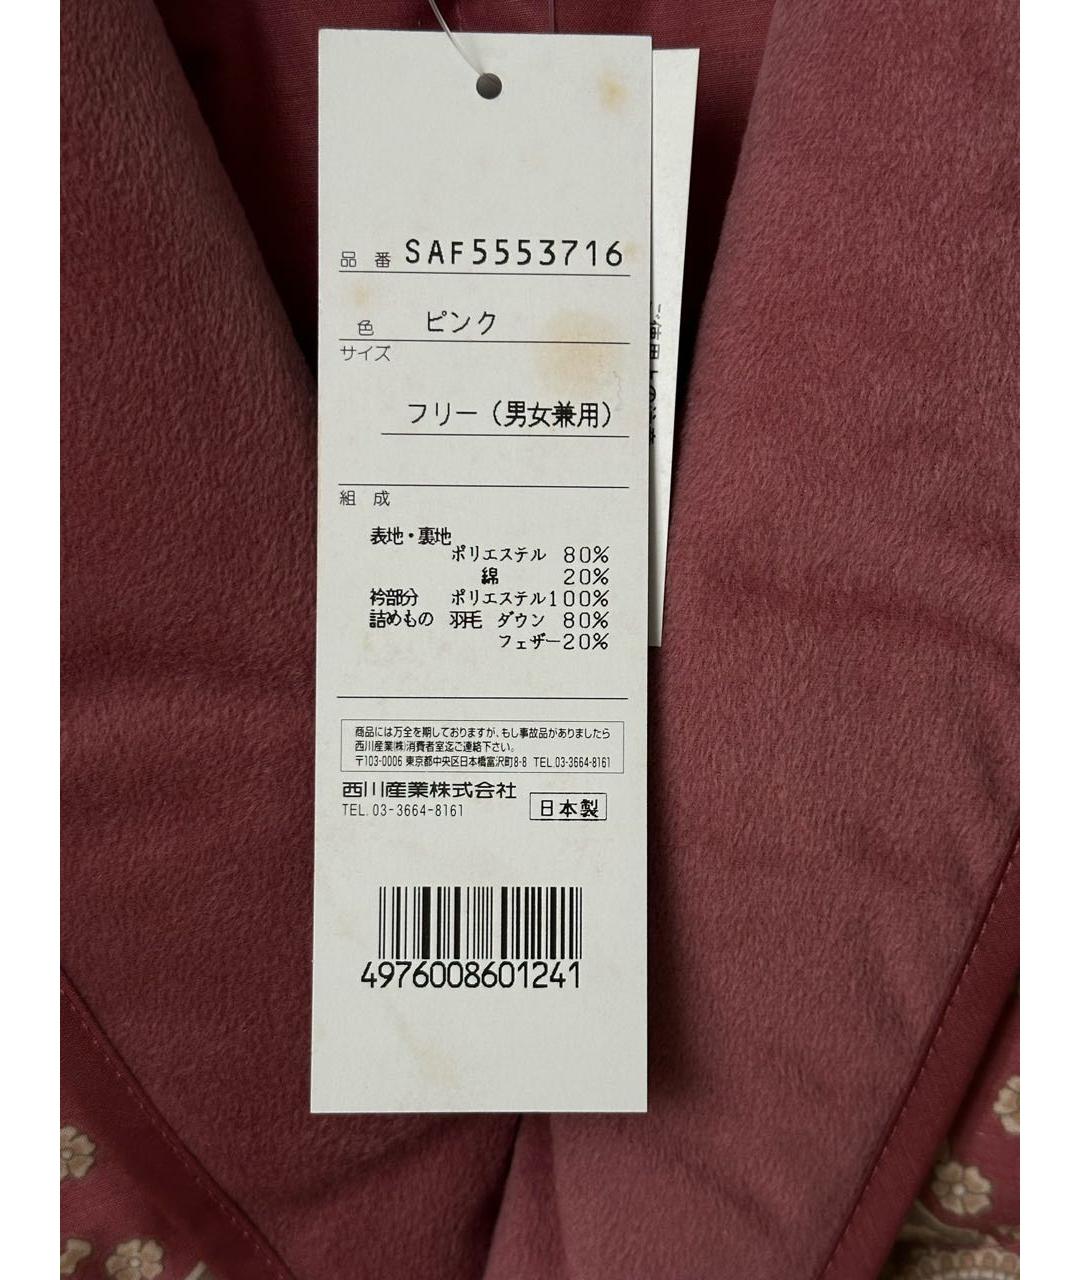 品 番 SAF5553716
色 ピンク
サイズ
フリー（男女兼用）
組 成
表地・裏地
ポリエステル 80%
綿 20%
衿部分 ポリエステル100%
詰めもの 羽毛 ダウン 80%
フェザー20%
商品には万全を期しておりますが、もし事故品がありましたら
西川産業㈱消費者室迄ご連絡下さい。
〒103-0006 東京都中央区日本橋富沢町8-8 TEL.03-3664-8161
西川産業株式会社
TEL. 03-3664-8161
日本製
4976008601241